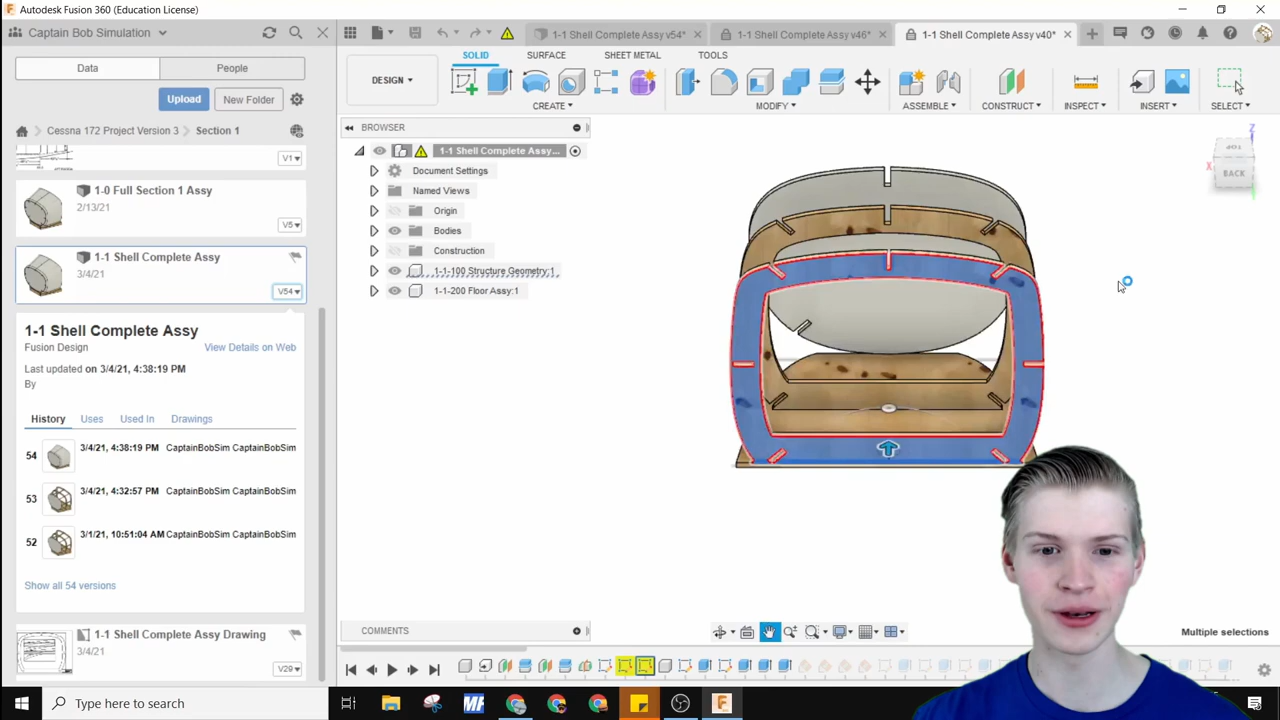 Autodesk Fusion 360 (Education License)
Captain Bob Simulation
1-1 Shell Complete Assy v54*
1-1 Shell Complete Assy v46*
1-1 Shell Complete Assy v40*
Data
People
SOLID
SURFACE
SHEET METAL
TOOLS
Upload
New Folder
DESIGN
CREATE
MODIFY
ASSEMBLE
CONSTRUCT
INSPECT
INSERT
SELECT
Cessna 172 Project Version 3
Section 1
BROWSER
V1
1-1 Shell Complete Assy...
Document Settings
Named Views
Origin
Bodies
Construction
1-1-100 Structure Geometry:1
1-1-200 Floor Assy:1
TOP
BACK
Z
X
1-0 Full Section 1 Assy
2/13/21
V5
1-1 Shell Complete Assy
3/4/21
V54
1-1 Shell Complete Assy
Fusion Design
View Details on Web
Last updated on 3/4/21, 4:38:19 PM
By
History
Uses
Used In
Drawings
54
3/4/21, 4:38:19 PM
CaptainBobSim CaptainBobSim
53
3/4/21, 4:32:57 PM
CaptainBobSim CaptainBobSim
52
3/1/21, 10:51:04 AM
CaptainBobSim CaptainBobSim
Show all 54 versions
1-1 Shell Complete Assy Drawing
3/4/21
V29
COMMENTS
Multiple selections
Type here to search
MF
F